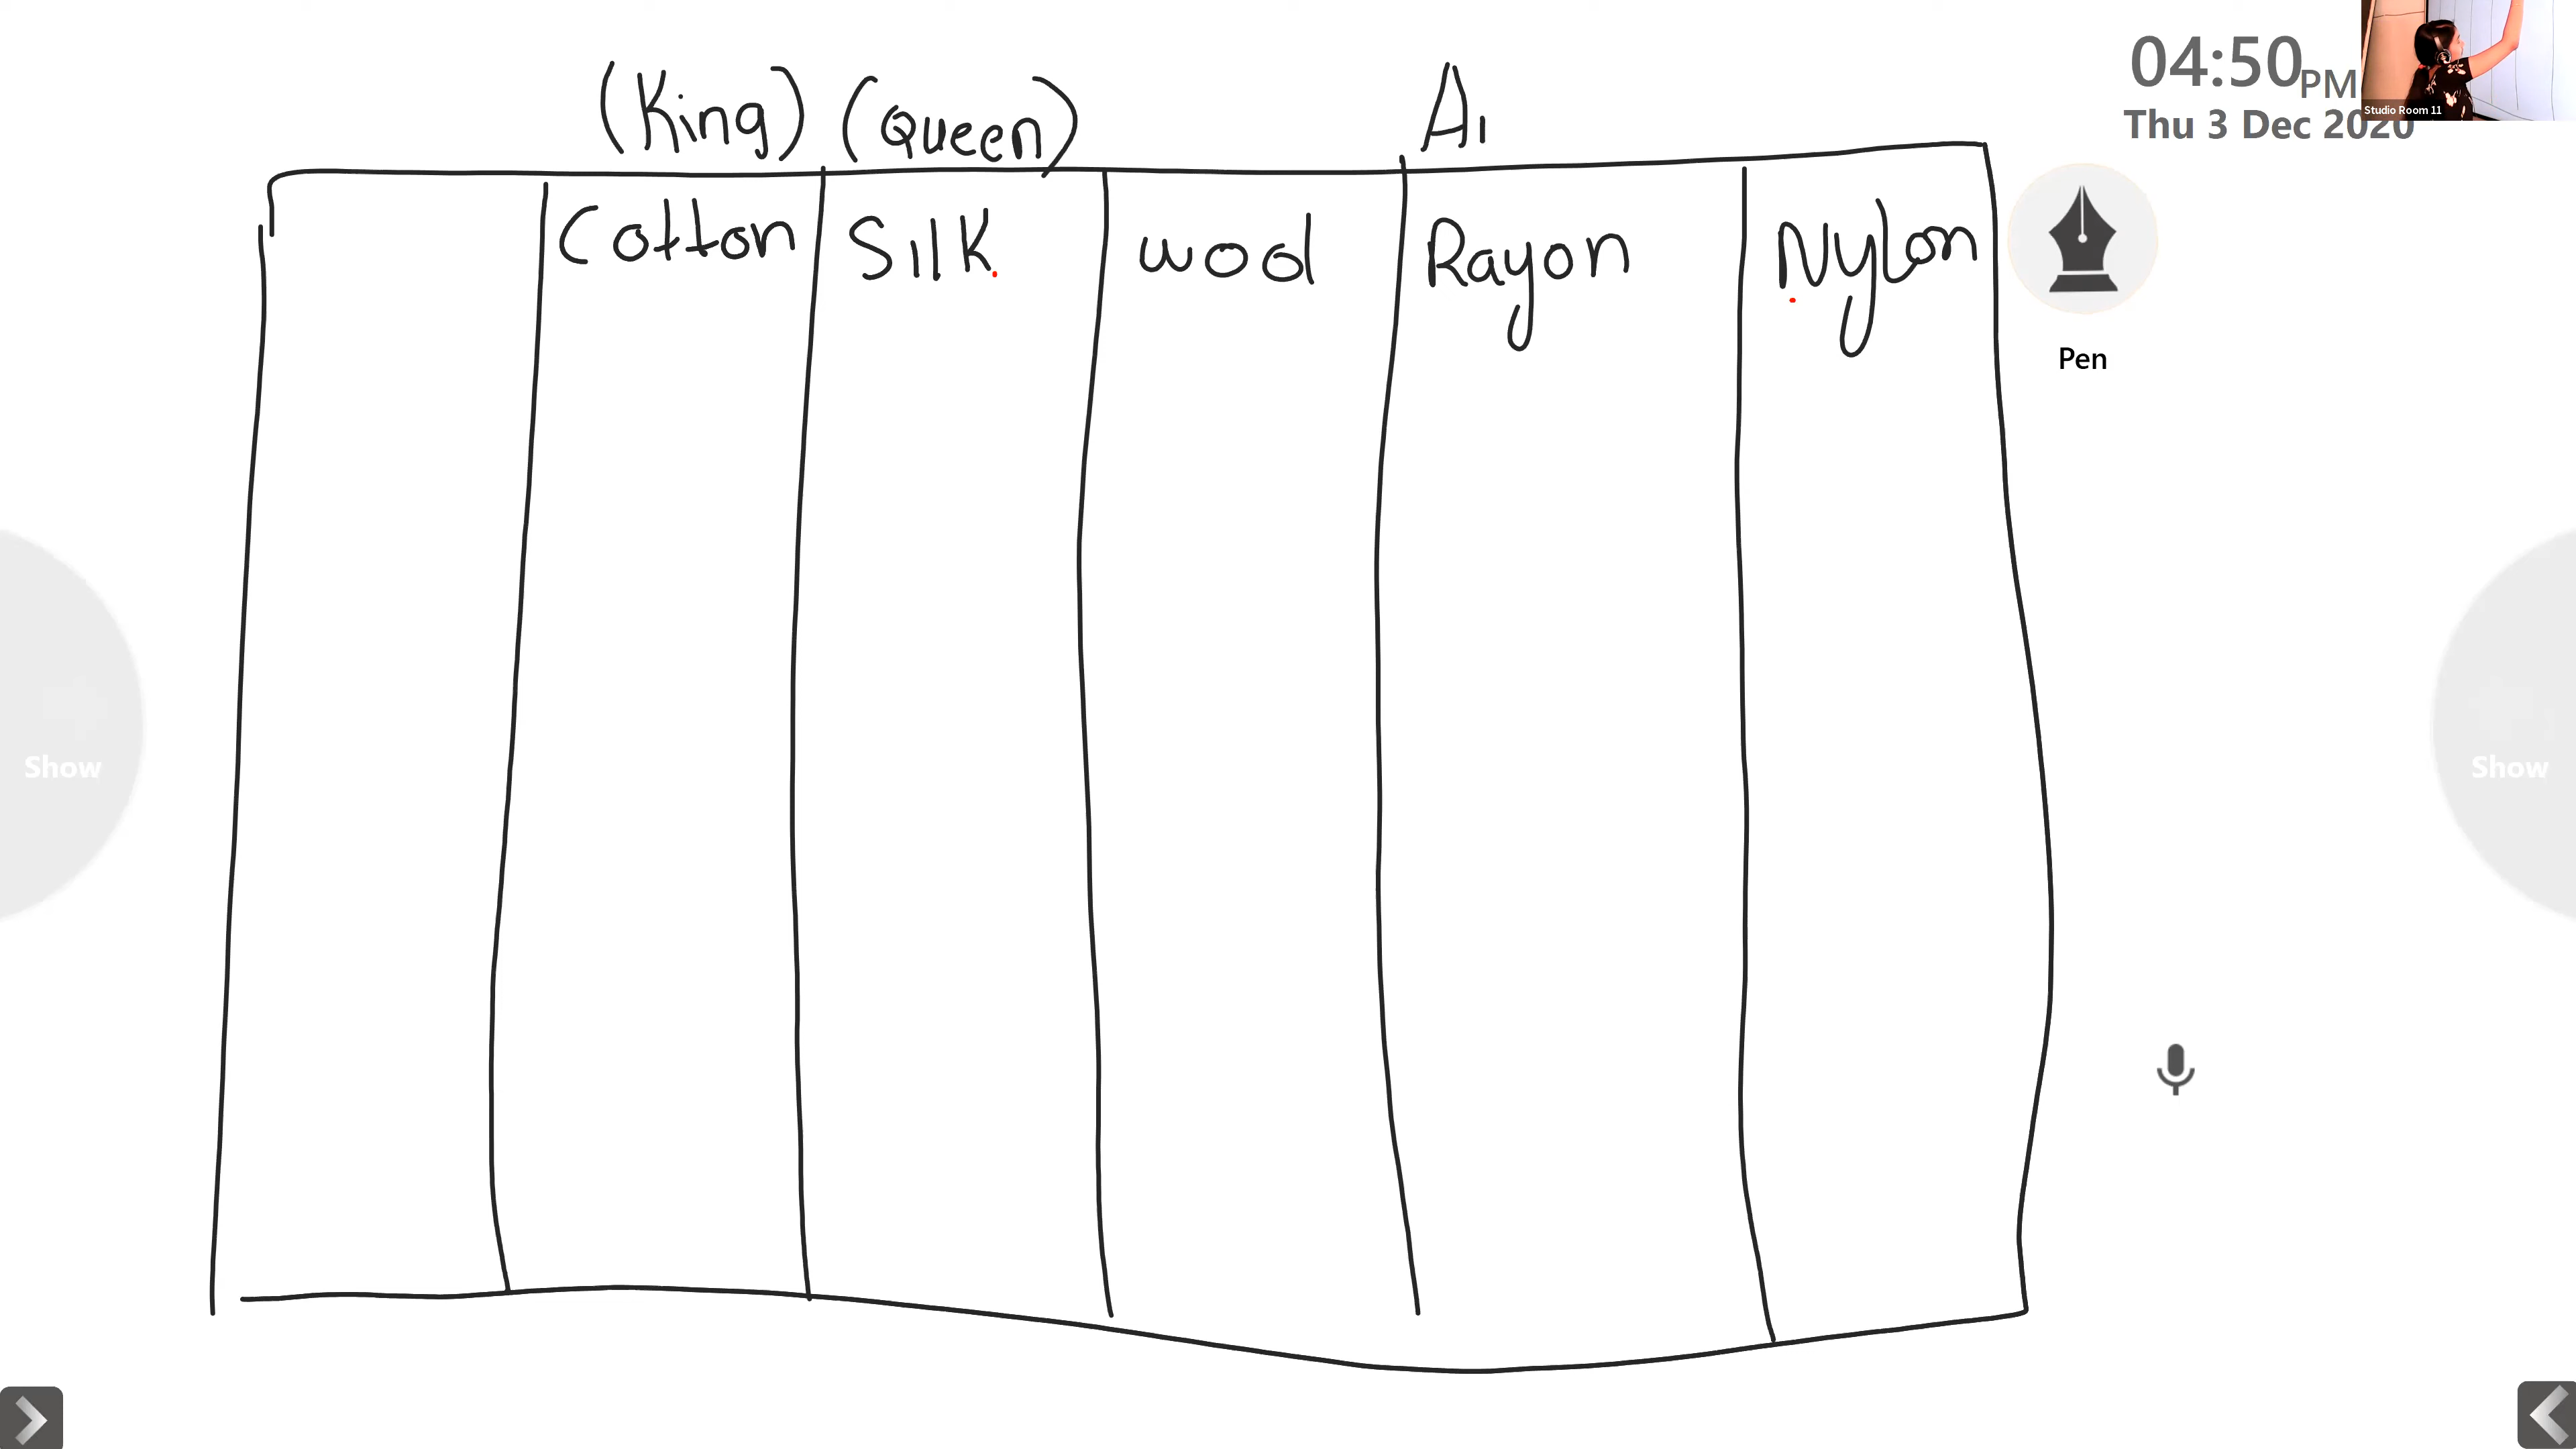 04:50PM
Studio Room 11
Thu 3 Dec 2020
(King) (Queen) A
Cotton Silk wool Rayon Nylon
Pen
Show Show